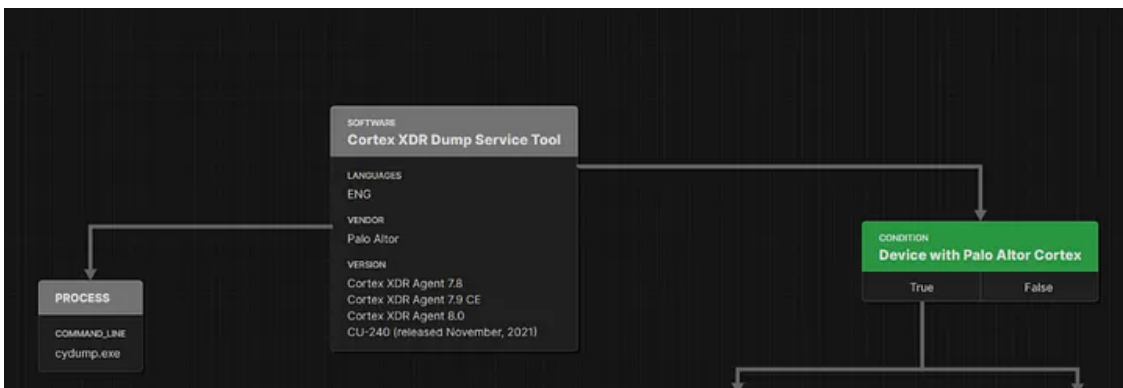 SOFTWARE
Cortex XDR Dump Service Tool
LANGUAGES
ENG
VENDOR
Palo Altor
VERSION
Cortex XDR Agent 7.8
Cortex XDR Agent 7.9 CE
Cortex XDR Agent 8.0
CU-240 (released November, 2021)
PROCESS
COMMAND_LINE
cydump.exe
CONDITION
Device with Palo Altor Cortex
True
False